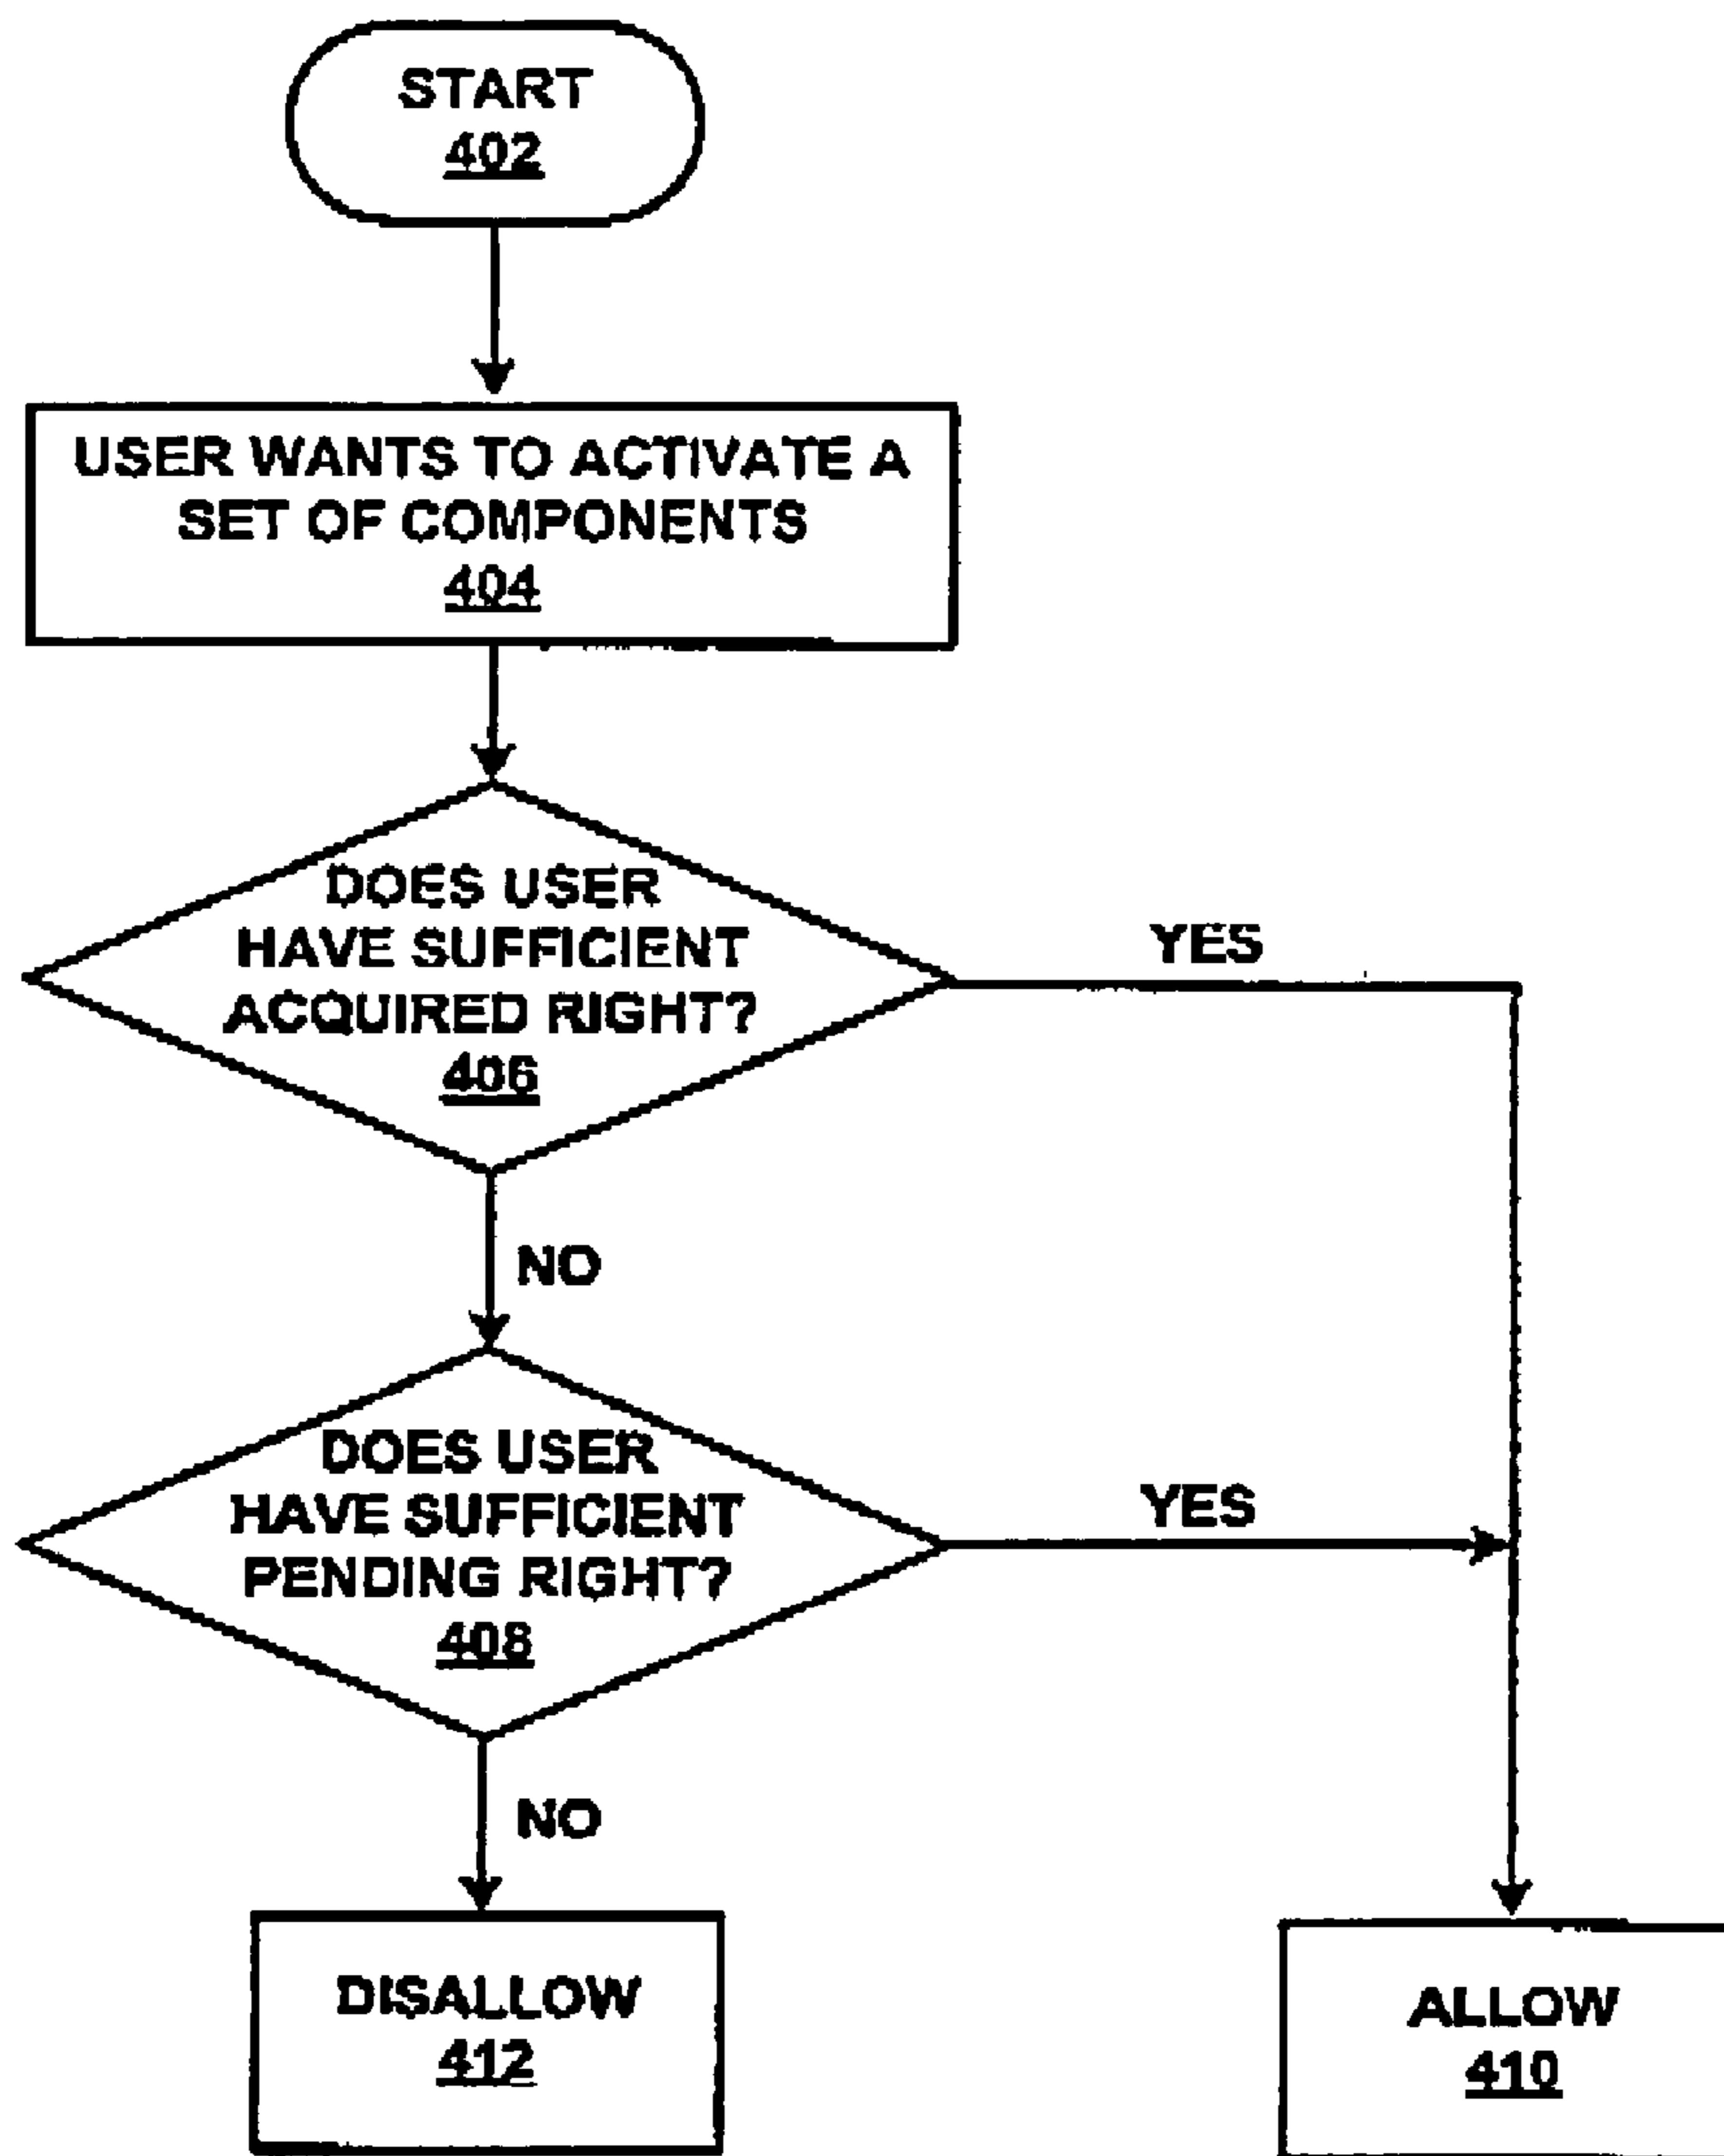 START
402
USER WANTS TO ACTIVATE A
SET OF COMPONENTS
404
DOES USER
HAVE SUFFICIENT
ACQUIRED RIGHT?
406
YES
NO
DOES USER
HAVE SUFFICIENT
PENDING RIGHT?
408
YES
NO
DISALLOW
412
ALLOW
410